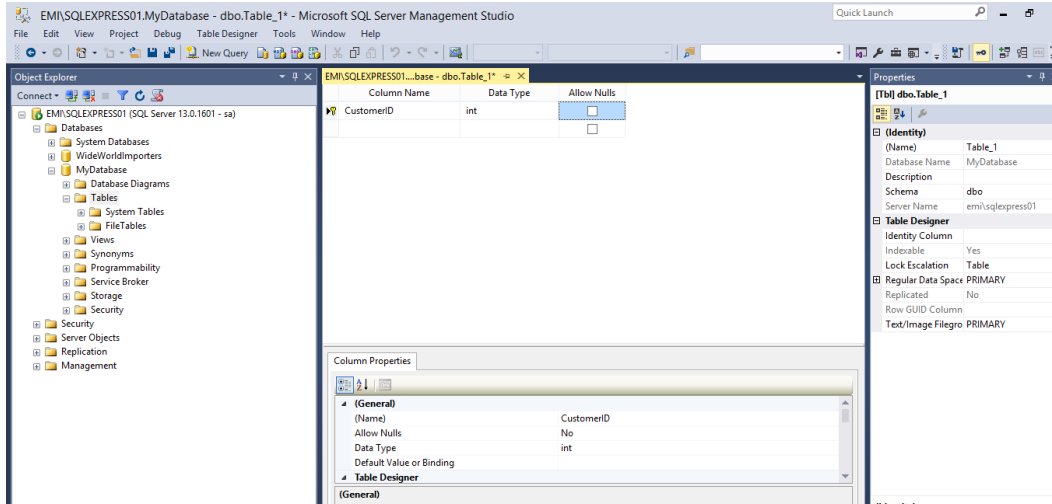 EMI\SQLEXPRESS01.MyDatabase - dbo.Table_1* - Microsoft SQL Server Management Studio
Quick Launch
File Edit View Project Debug Table Designer Tools Window Help
New Query
Object Explorer
Connect
EMI\SQLEXPRESS01 (SQL Server 13.0.1601 - sa)
Databases
System Databases
WideWorldImporters
MyDatabase
Database Diagrams
Tables
System Tables
FileTables
Views
Synonyms
Programmability
Service Broker
Storage
Security
Security
Server Objects
Replication
Management
EMI\SQLEXPRESS01....base - dbo.Table_1*
Column Name Data Type Allow Nulls
CustomerID int
Column Properties
(General)
(Name) CustomerID
Allow Nulls No
Data Type int
Default Value or Binding
Table Designer
(General)
Properties
[Tbl] dbo.Table_1
(Identity)
(Name) Table_1
Database Name MyDatabase
Description
Schema dbo
Server Name emi\sqlexpress01
Table Designer
Identity Column
Indexable Yes
Lock Escalation Table
Regular Data Space PRIMARY
Replicated No
Row GUID Column
Text/Image Filegro PRIMARY